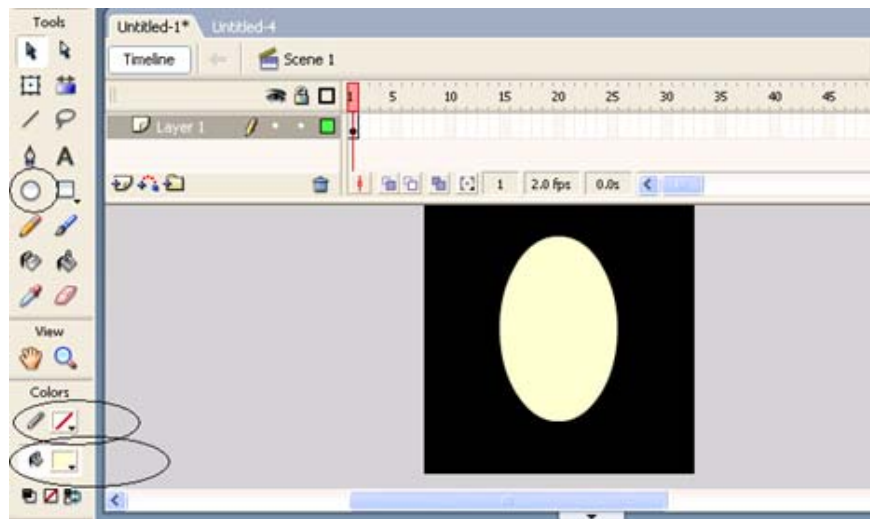 Tools
Untitled-1* Untitled-4
Timeline Scene 1
1 5 10 15 20 25 30 35 40 45
Layer 1
A
1 2.0 fps 0.0s
View
Colors